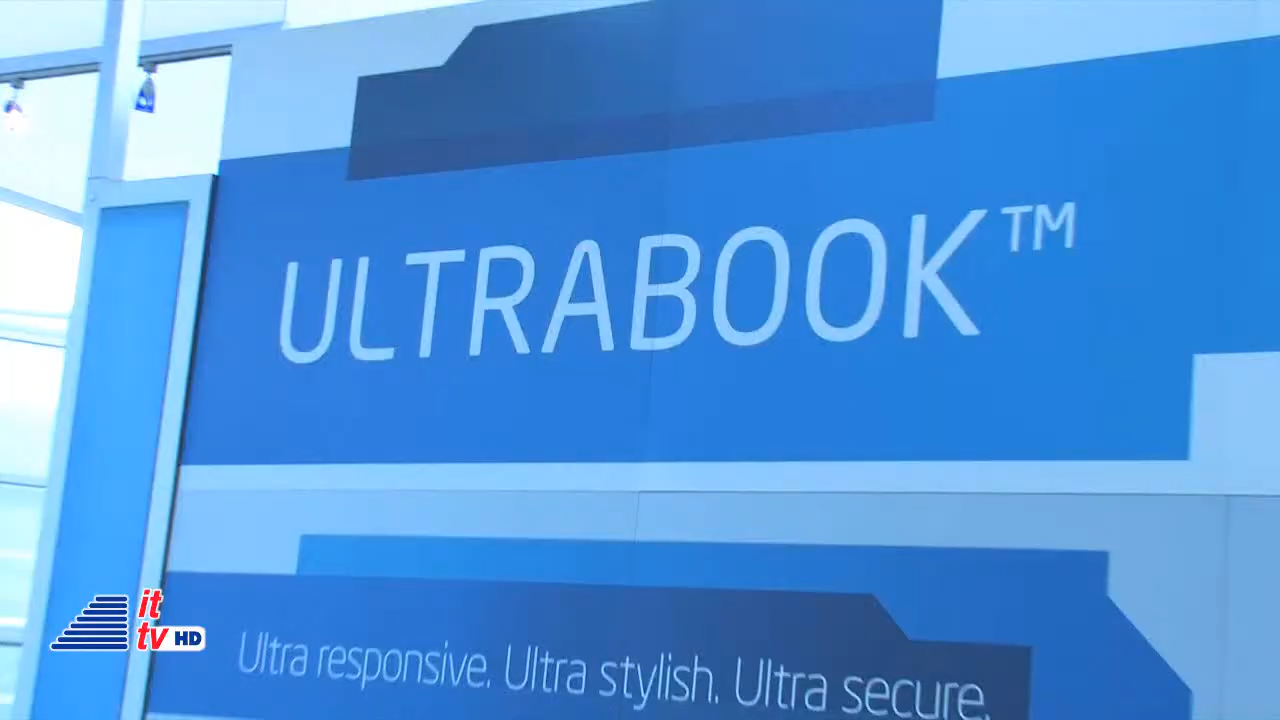 ULTRABOOK™
Ultra responsive. Ultra stylish. Ultra secure.
it
tv HD